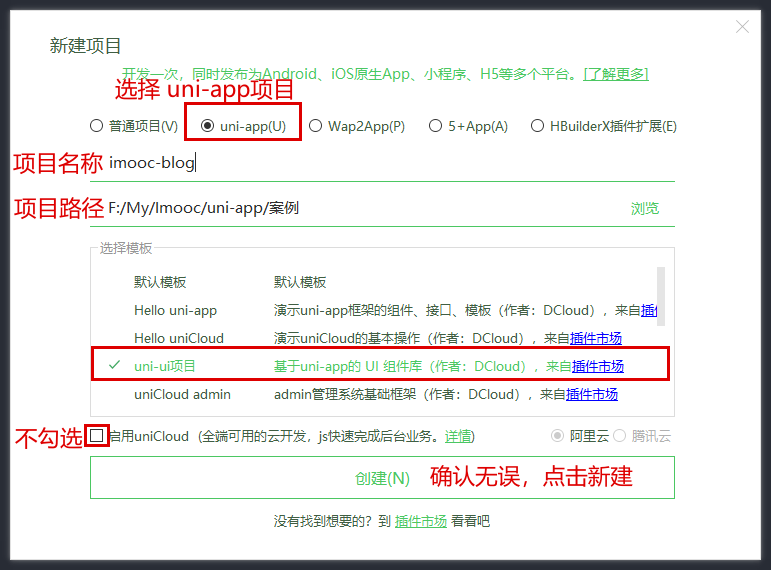 新建项目
开发一次，同时发布为Android、iOS原生App、小程序、H5等多个平台。[了解更多]
选择 uni-app项目
普通项目(V) uni-app(U) Wap2App(P) 5+App(A) HBuilderX插件扩展(E)
项目名称 imooc-blog
项目路径 F:/My/Imooc/uni-app/案例 浏览
选择模板
默认模板 默认模板
Hello uni-app 演示uni-app框架的组件、接口、模板（作者：DCloud），来自插件
Hello uniCloud 演示uniCloud的基本操作（作者：DCloud），来自插件市场
uni-ui项目 基于uni-app的 UI 组件库（作者：DCloud），来自插件市场
uniCloud admin admin管理系统基础框架（作者：DCloud），来自插件市场
不勾选 启用uniCloud（全端可用的云开发，js快速完成后台业务。详情) 阿里云 腾讯云
创建(N) 确认无误，点击新建
没有找到想要的？到 插件市场 看看吧